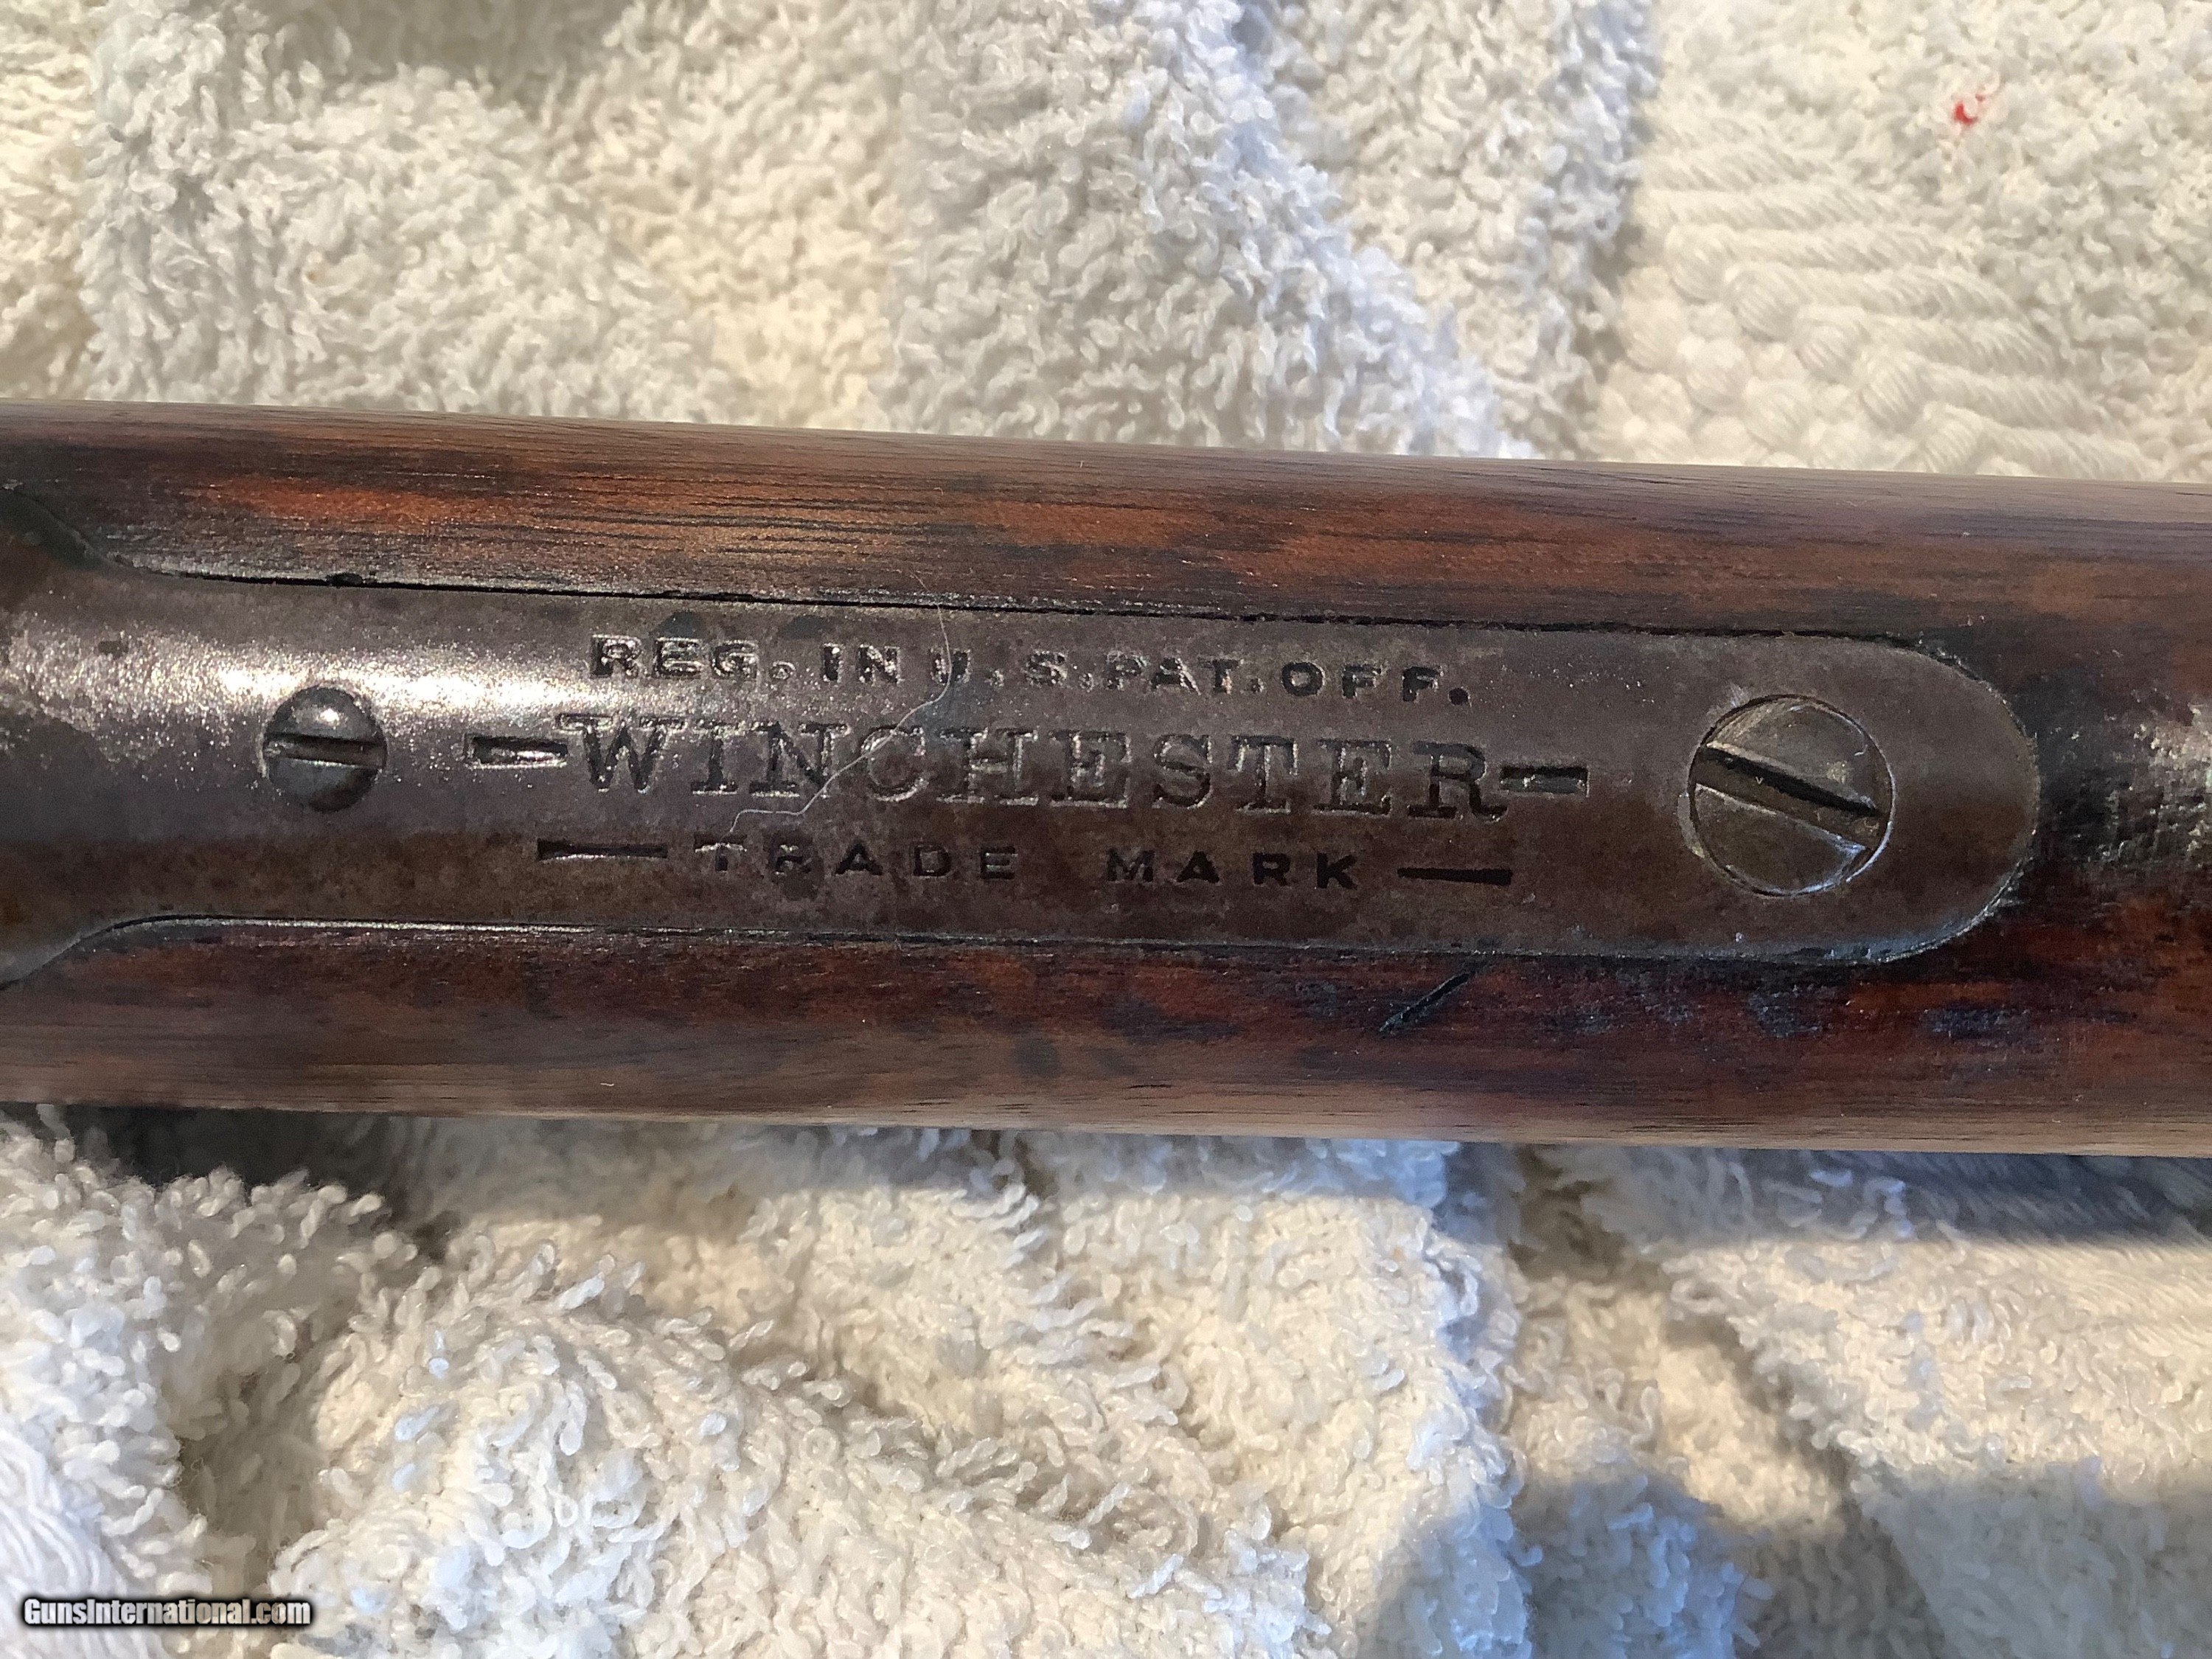 REG. IN U.S. PAT. OFF.
-WINCHESTER-
— TRADE MARK —
GunsInternational.com